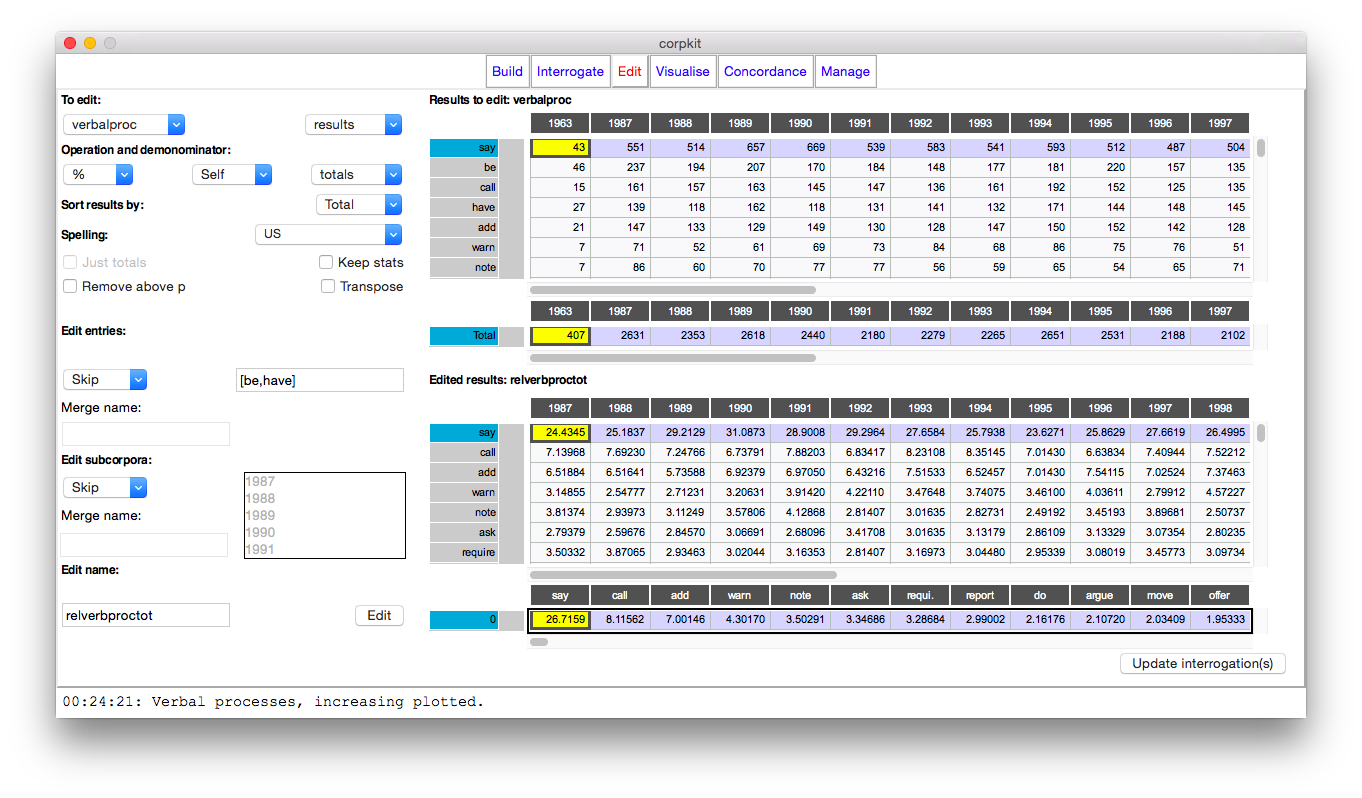 corpkit
Build Interrogate Edit Visualise Concordance Manage
To edit:
verbalproc results
Operation and demonominator:
% Self totals
Sort results by: Total
Spelling: US
Just totals Keep stats
Remove above p Transpose
Edit entries:
Skip [be,have]
Merge name:
Edit subcorpora:
Skip
1987
1988
1989
1990
1991
Merge name:
Edit name:
relverbproctot Edit
Results to edit: verbalproc
1963 1987 1988 1989 1990 1991 1992 1993 1994 1995 1996 1997
say 43 551 514 657 669 539 583 541 593 512 487 504
be 46 237 194 207 170 184 148 177 181 220 157 135
call 15 161 157 163 145 147 136 161 192 152 125 135
have 27 139 118 162 118 131 141 132 171 144 148 145
add 21 147 133 129 149 130 128 147 150 152 142 128
warn 7 71 52 61 69 73 84 68 86 75 76 51
note 7 86 60 70 77 77 56 59 65 54 65 71
1963 1987 1988 1989 1990 1991 1992 1993 1994 1995 1996 1997
Total 407 2631 2353 2618 2440 2180 2279 2265 2651 2531 2188 2102
Edited results: relverbproctot
1987 1988 1989 1990 1991 1992 1993 1994 1995 1996 1997 1998
say 24.4345 25.1837 29.2129 31.0873 28.9008 29.2964 27.6584 25.7938 23.6271 25.8629 27.6619 26.4995
call 7.13968 7.69230 7.24766 6.73791 7.88203 6.83417 8.23108 8.35145 7.01430 6.63834 7.40944 7.52212
add 6.51884 6.51641 5.73588 6.92379 6.97050 6.43216 7.51533 6.52457 7.01430 7.54115 7.02524 7.37463
warn 3.14855 2.54777 2.71231 3.20631 3.91420 4.22110 3.47648 3.74075 3.46100 4.03611 2.79912 4.57227
note 3.81374 2.93973 3.11249 3.57806 4.12868 2.81407 3.01635 2.82731 2.49192 3.45193 3.89681 2.50737
ask 2.79379 2.59676 2.84570 3.06691 2.68096 3.41708 3.01635 3.13179 2.86109 3.13329 3.07354 2.80235
require 3.50332 3.87065 2.93463 3.02044 3.16353 2.81407 3.16973 3.04480 2.95339 3.08019 3.45773 3.09734
say call add warn note ask requi. report do argue move offer
0 26.7159 8.11562 7.00146 4.30170 3.50291 3.34686 3.28684 2.99002 2.16176 2.10720 2.03409 1.95333
Update interrogation(s)
00:24:21: Verbal processes, increasing plotted.